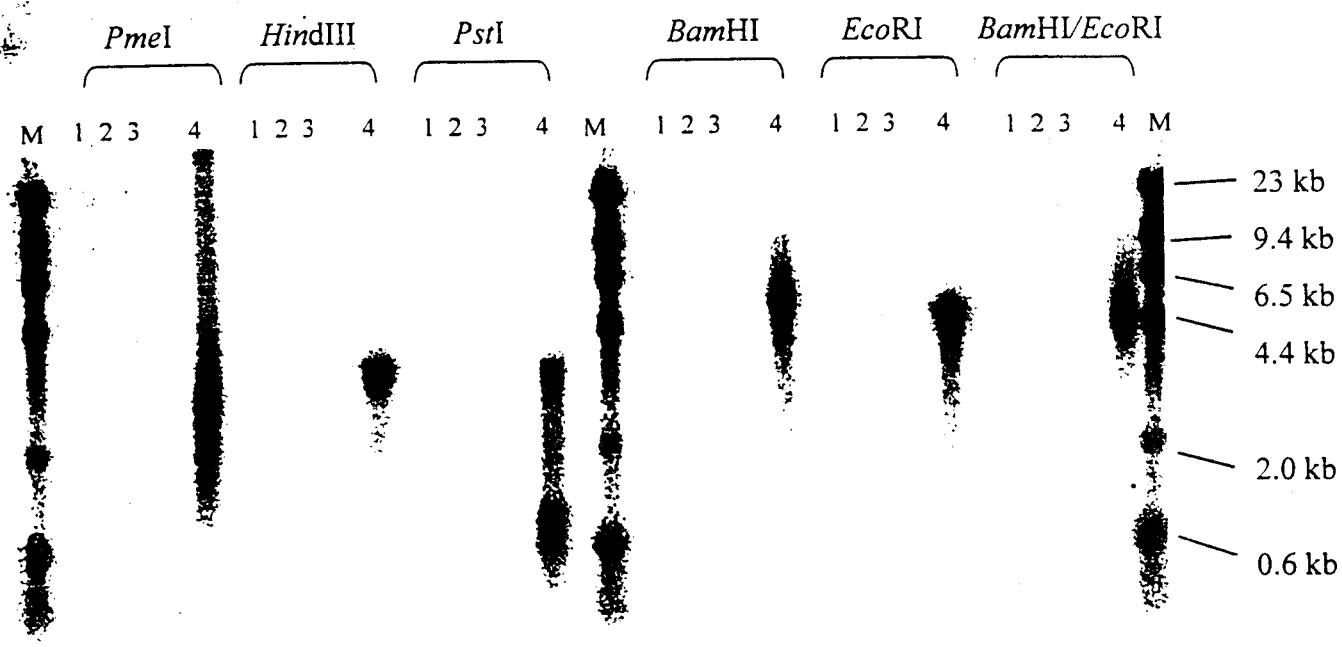 PmeI HindIII PstI BamHI EcoRI BamHI/EcoRI
M 1 2 3 4 1 2 3 4 1 2 3 4 M 1 2 3 4 1 2 3 4 1 2 3 4 M
23 kb
9.4 kb
6.5 kb
4.4 kb
2.0 kb
0.6 kb